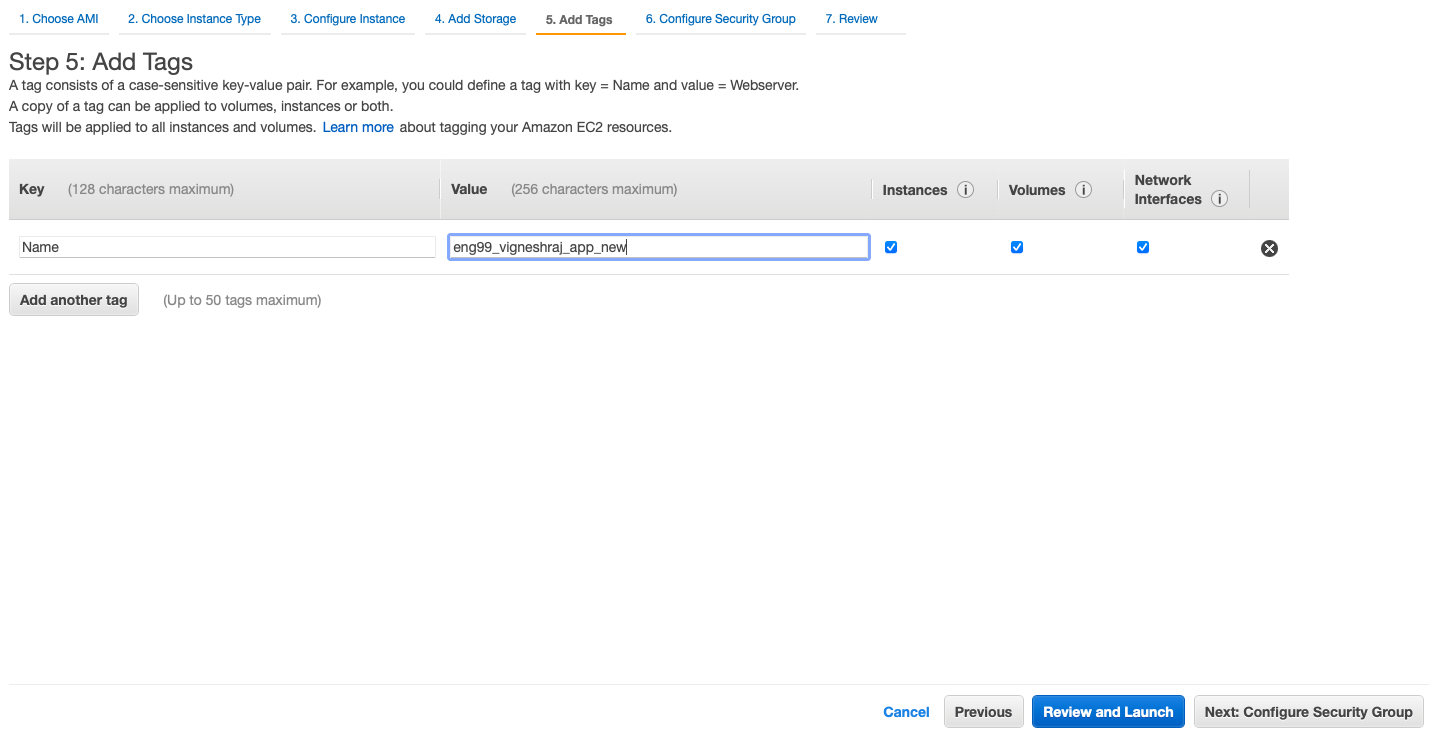 1. Choose AMI 2. Choose Instance Type 3. Configure Instance 4. Add Storage 5. Add Tags 6. Configure Security Group 7. Review
Step 5: Add Tags
A tag consists of a case-sensitive key-value pair. For example, you could define a tag with key = Name and value = Webserver.
A copy of a tag can be applied to volumes, instances or both.
Tags will be applied to all instances and volumes. Learn more about tagging your Amazon EC2 resources.
Key (128 characters maximum) Value (256 characters maximum) Instances i Volumes i Network
Interfaces i
Name eng99_vigneshraj_app_new
Add another tag (Up to 50 tags maximum)
Cancel Previous Review and Launch Next: Configure Security Group